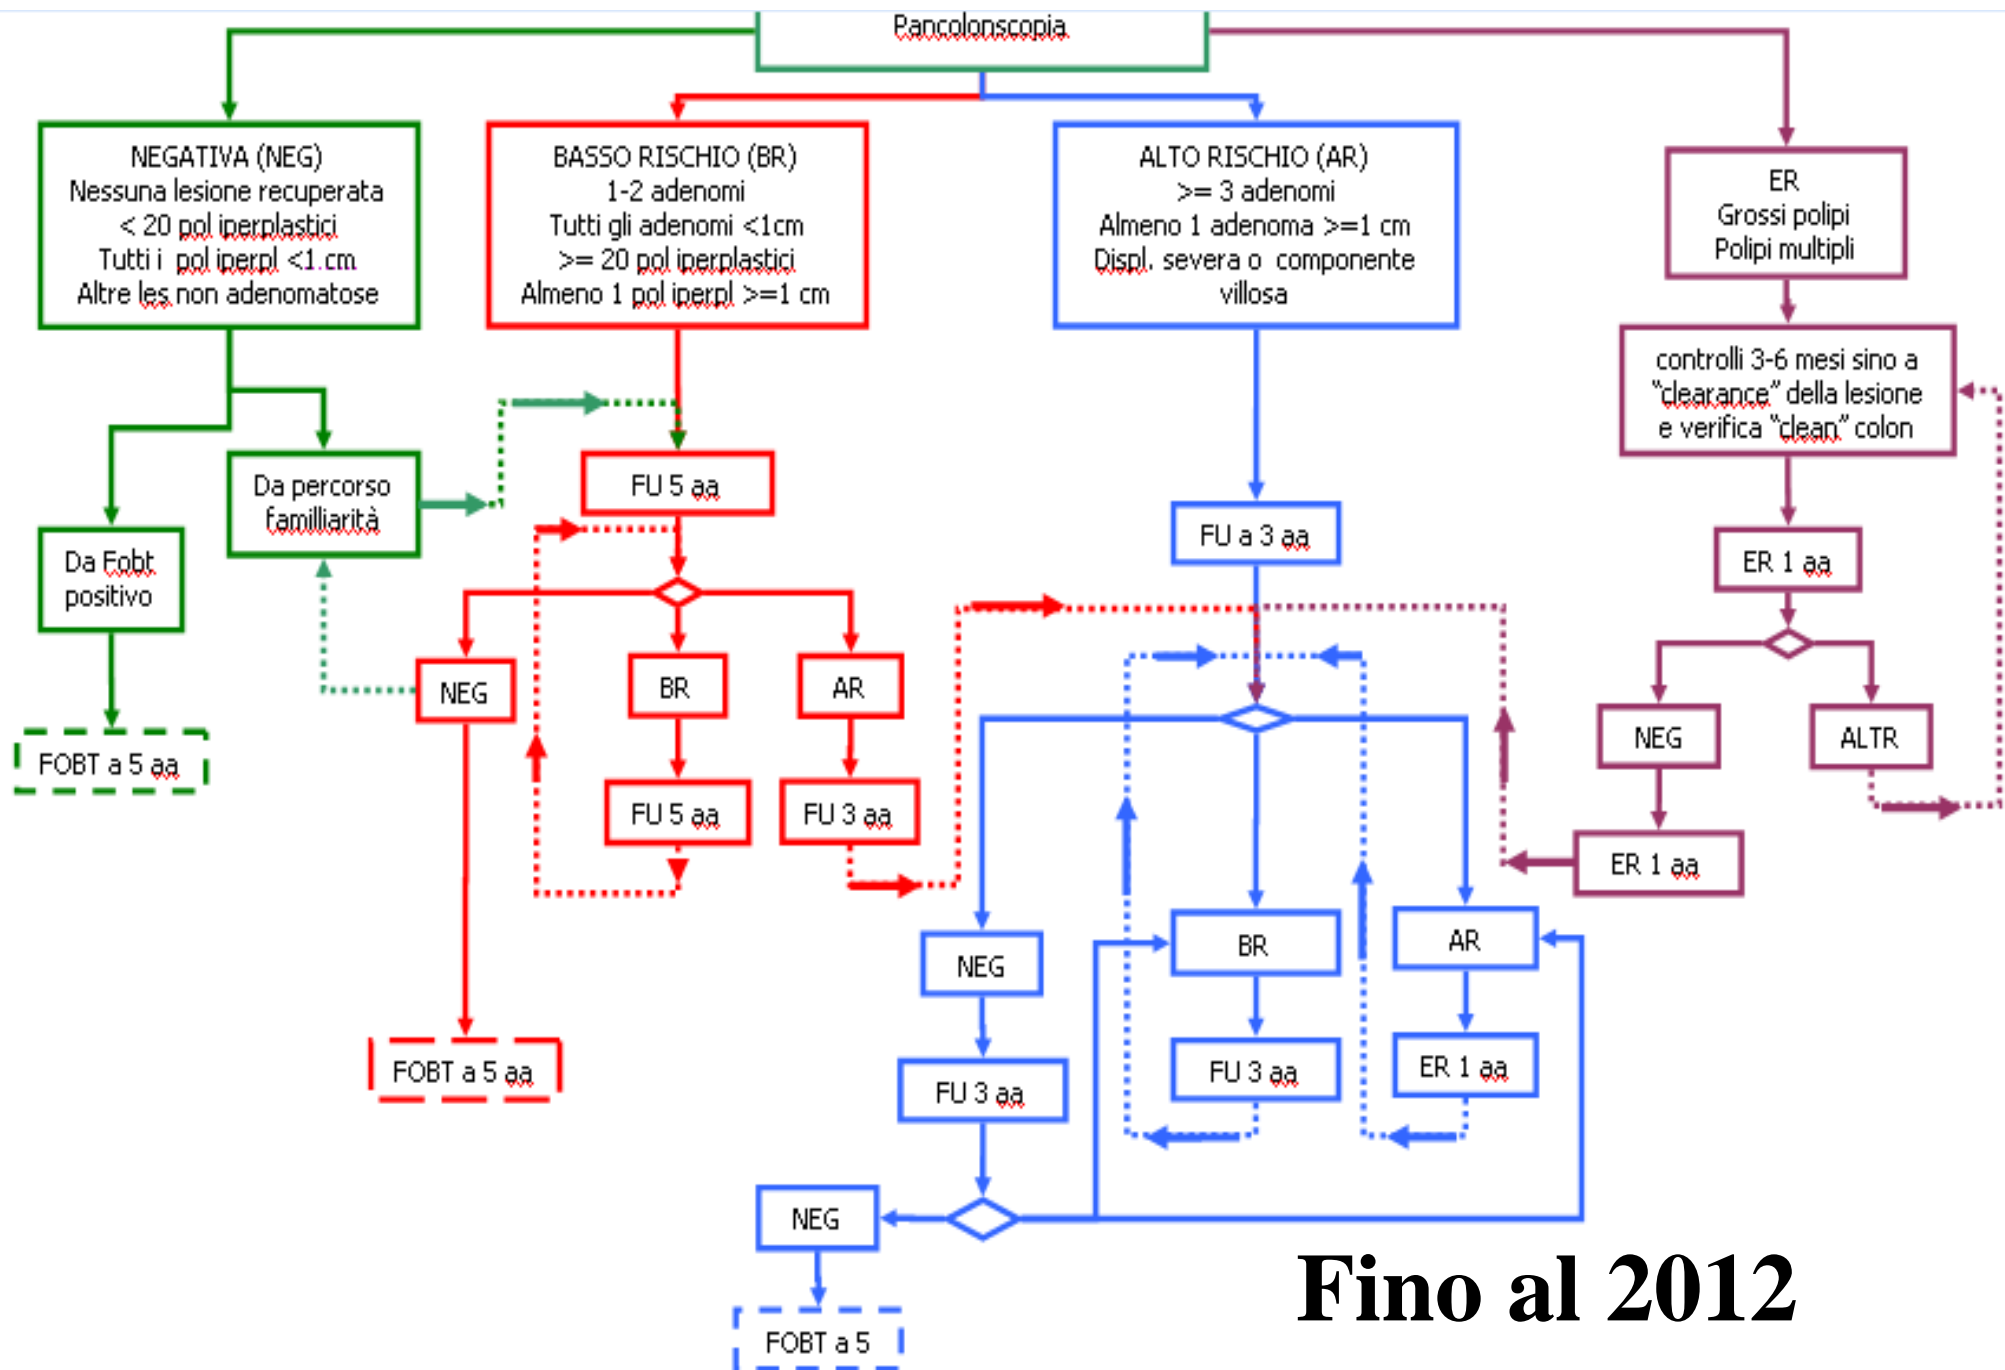 Pancolonscopia
NEGATIVA (NEG)
Nessuna lesione recuperata
< 20 pol iperplastici
Tutti i pol iperpl <1.cm
Altre les non adenomatose
BASSO RISCHIO (BR)
1-2 adenomi
Tutti gli adenomi <1cm
>= 20 pol iperplastici
Almeno 1 pol iperpl >=1 cm
ALTO RISCHIO (AR)
>= 3 adenomi
Almeno 1 adenoma >=1 cm
Displ. severa o componente
villosa
ER
Grossi polipi
Polipi multipli
controlli 3-6 mesi sino a
“clearance” della lesione
e verifica “clean” colon
Da percorso
familliarità
FU 5 aa
FU a 3 aa
ER 1 aa
Da Fobt
positivo
NEG
BR
AR
NEG
ALTR
FOBT a 5 aa
FU 5 aa
FU 3 aa
ER 1 aa
NEG
BR
AR
FOBT a 5 aa
FU 3 aa
FU 3 aa
ER 1 aa
NEG
FOBT a 5
Fino al 2012